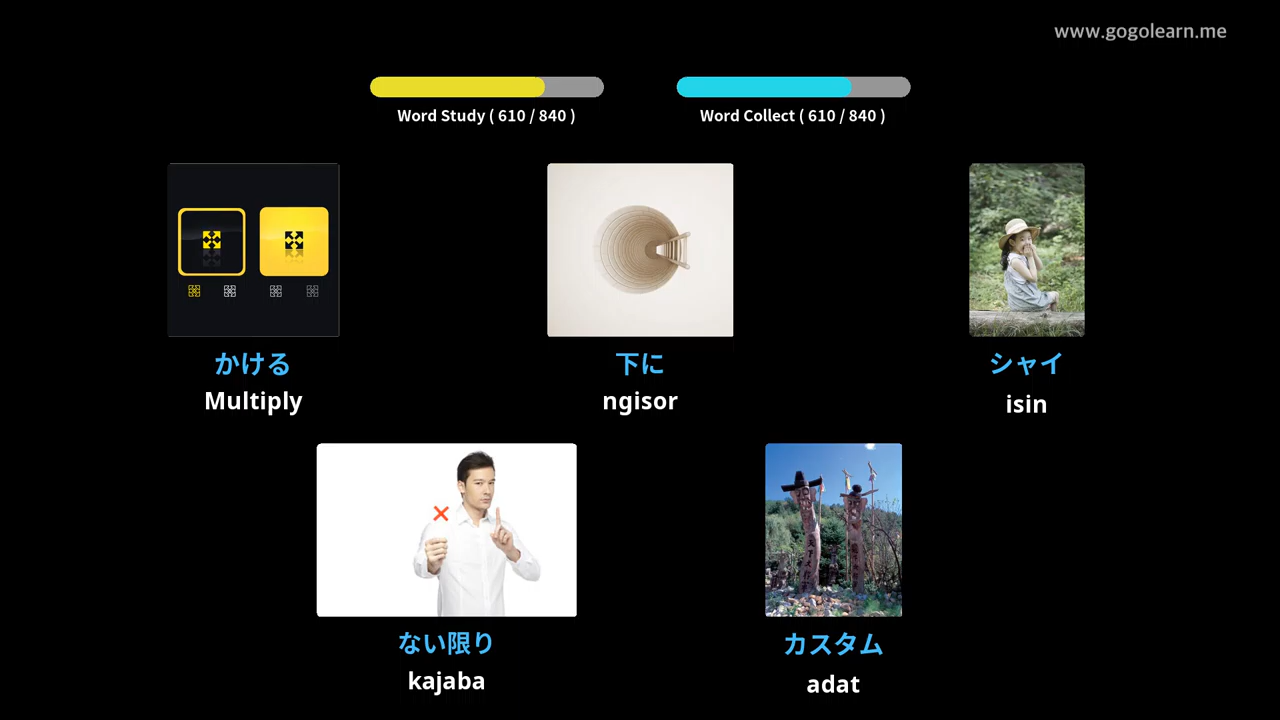 www.gogolearn.me
Word Study ( 610 / 840 )
Word Collect ( 610 / 840 )
かける
Multiply
下に
ngisor
シャイ
isin
ない限り
kajaba
カスタム
adat